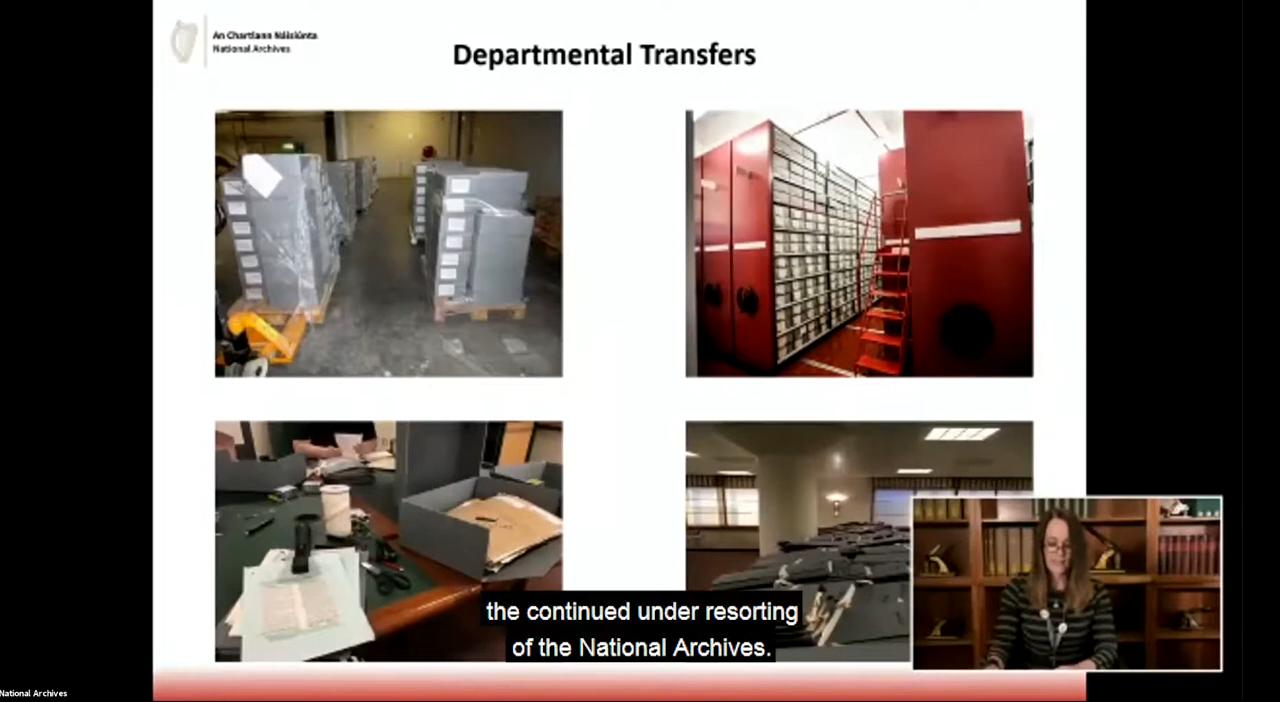 An Chartlann Náisiúnta
National Archives
Departmental Transfers
the continued under resorting
of the National Archives.
National Archives